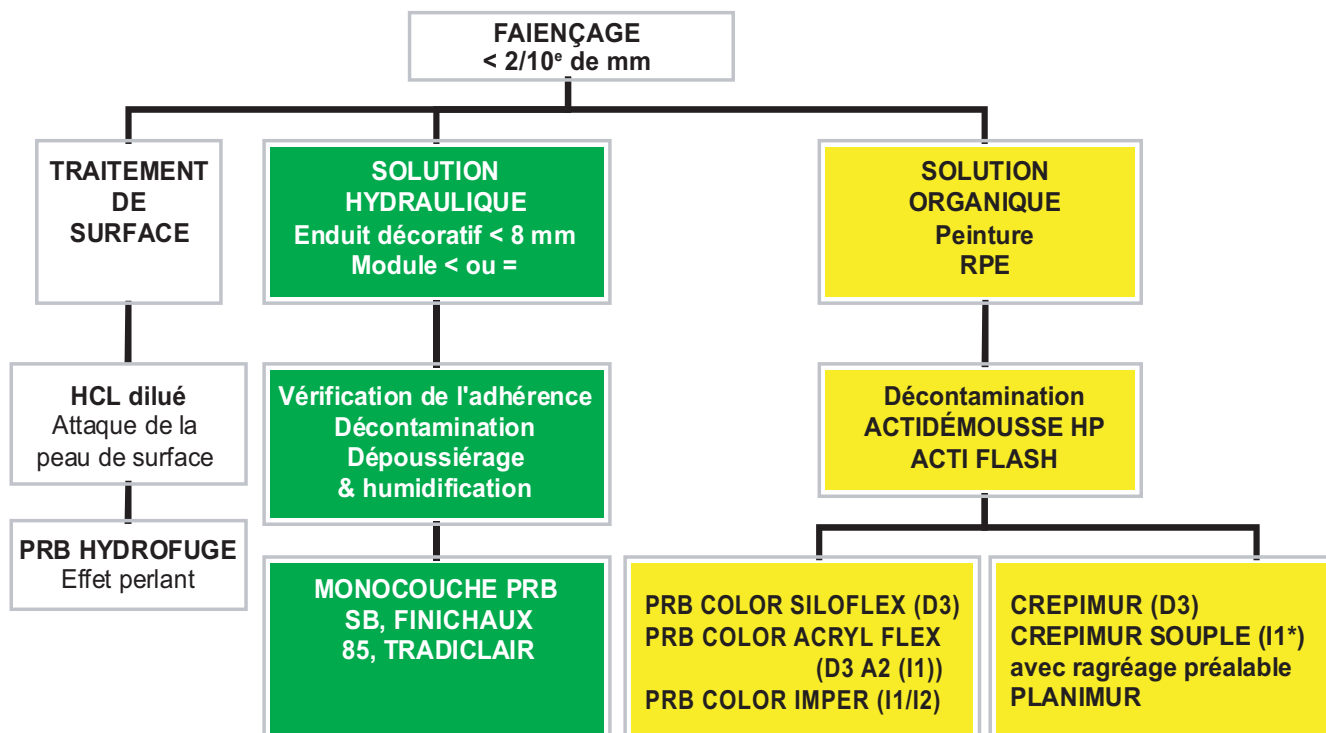 FAIENÇAGE
< 2/10e de mm
TRAITEMENT
DE
SURFACE
SOLUTION
HYDRAULIQUE
Enduit décoratif < 8 mm
Module < ou =
SOLUTION
ORGANIQUE
Peinture
RPE
HCL dilué
Attaque de la
peau de surface
Vérification de l'adhérence
Décontamination
Dépoussiérage
& humidification
Décontamination
ACTIDÉMOUSSE HP
ACTI FLASH
PRB HYDROFUGE
Effet perlant
MONOCOUCHE PRB
SB, FINICHAUX
85, TRADICLAIR
PRB COLOR SILOFLEX (D3)
PRB COLOR ACRYL FLEX
(D3 A2 (I1))
PRB COLOR IMPER (I1/I2)
CREPIMUR (D3)
CREPIMUR SOUPLE (I1*)
avec ragréage préalable
PLANIMUR